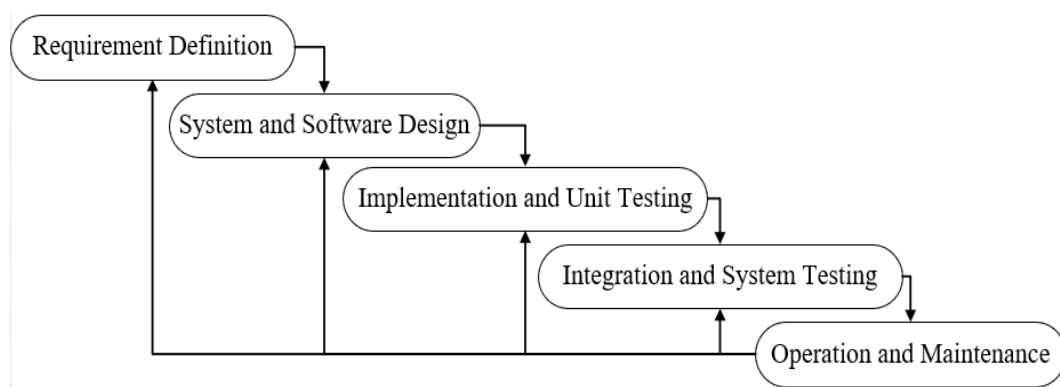 Requirement Definition
System and Software Design
Implementation and Unit Testing
Integration and System Testing
Operation and Maintenance